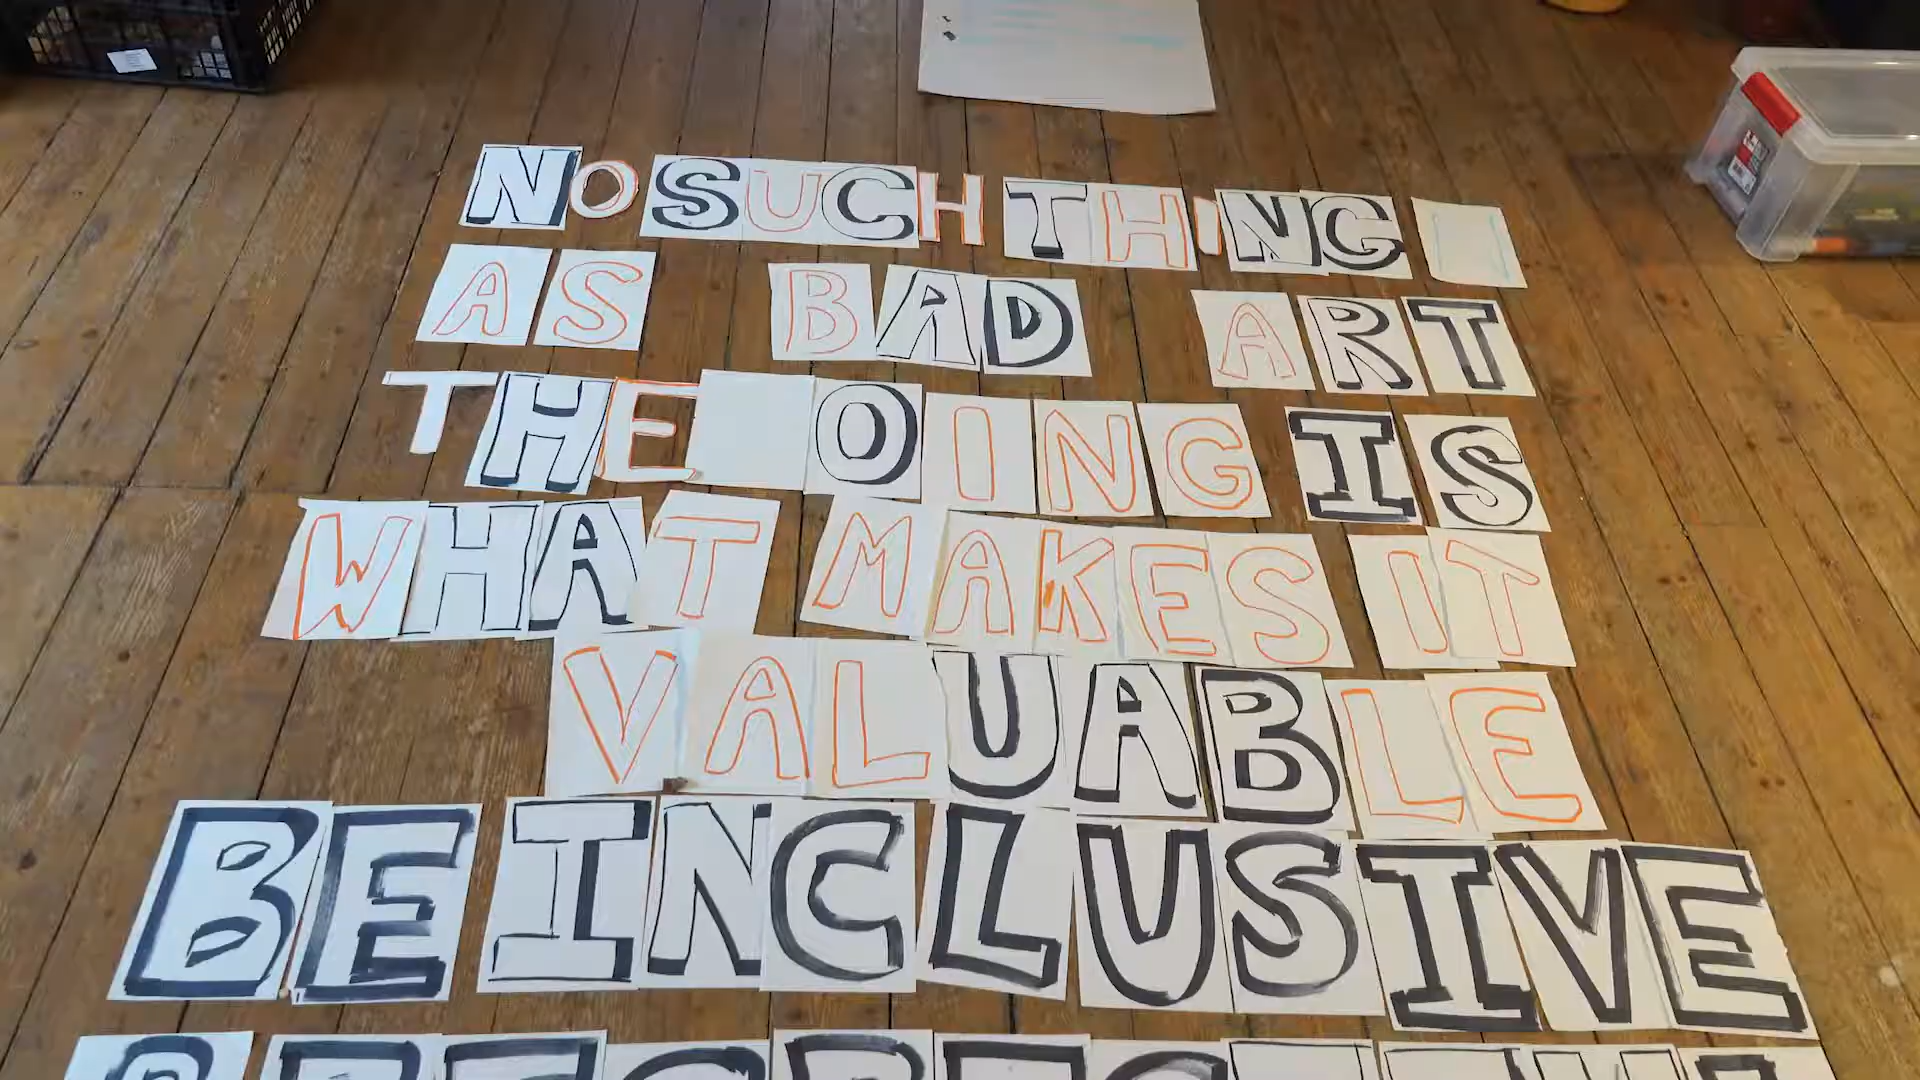 NO SUCH THING
AS BAD ART
THE OING IS
WHAT MAKES IT
VALUABLE
BE INCLUSIVE